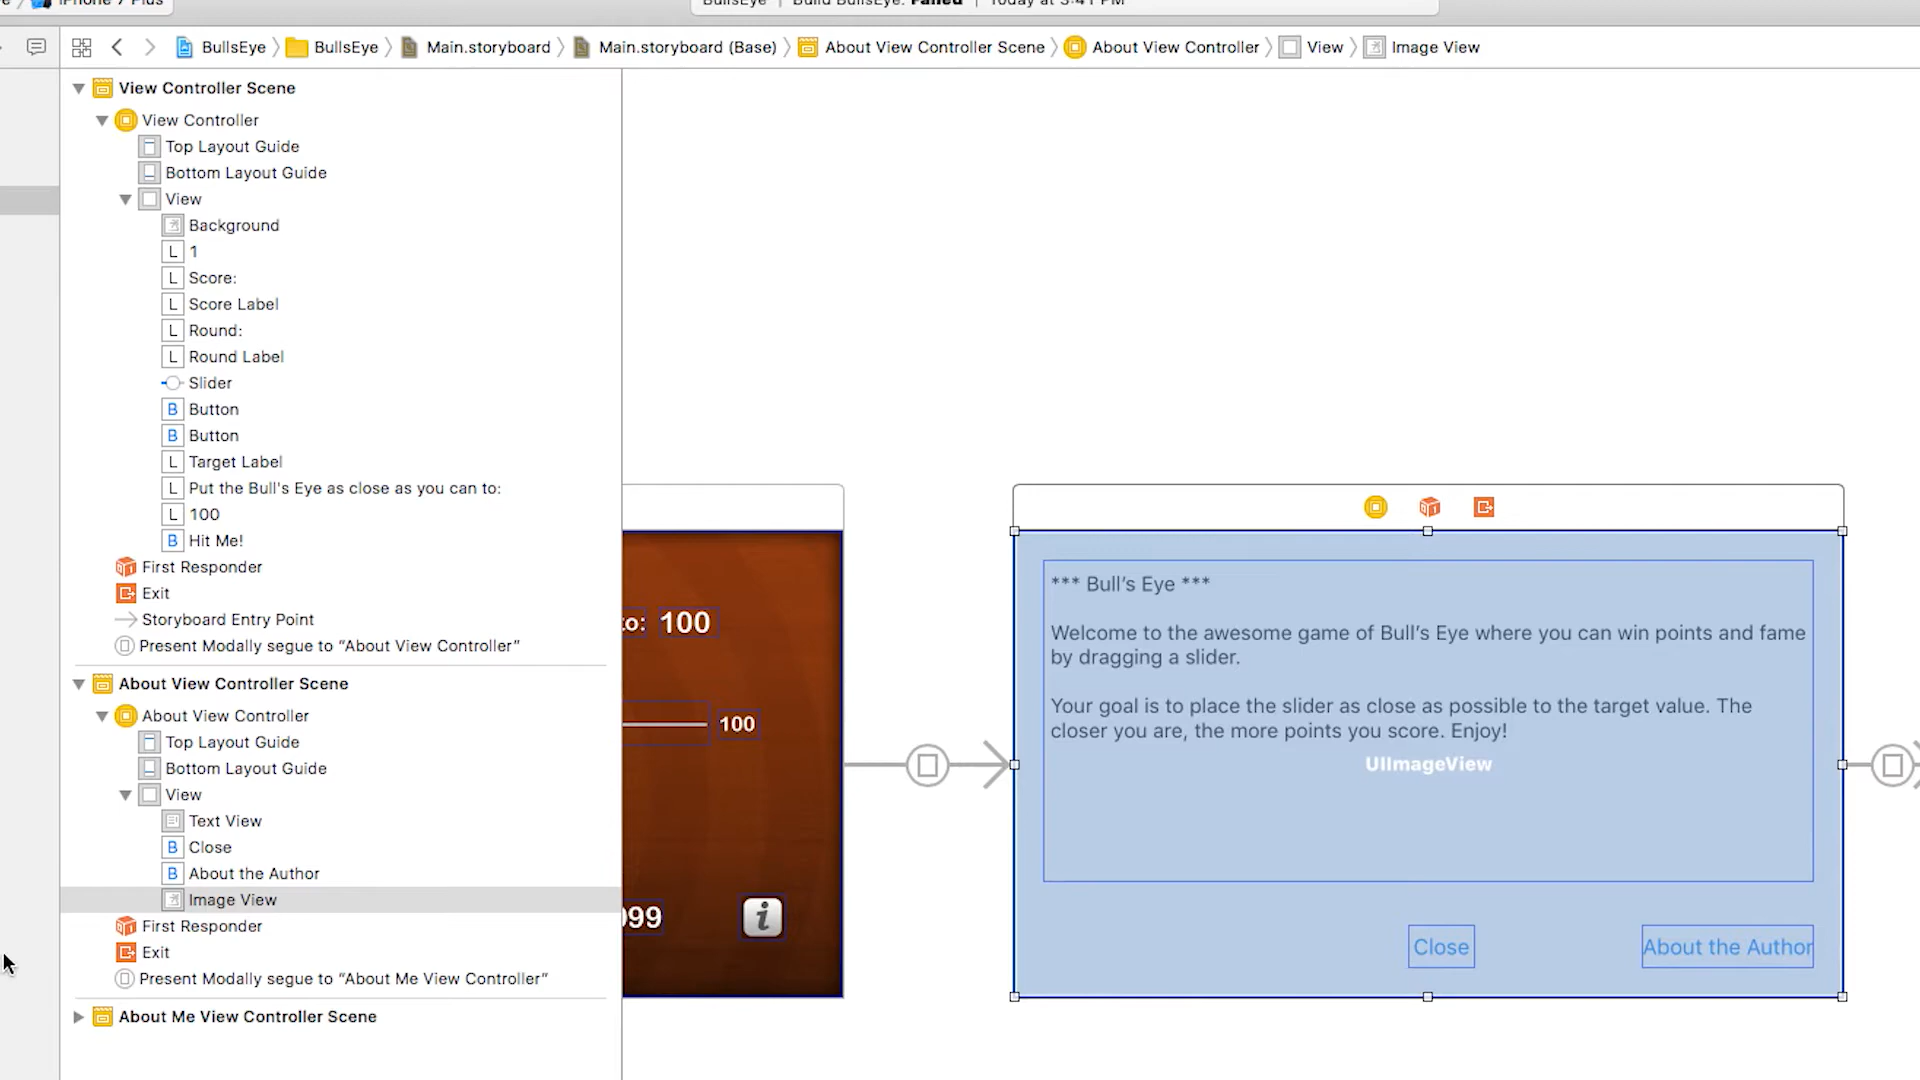 iPhone 7 Plus
BullsEye | Build BullsEye: Failed | Today at 3:41 PM
BullsEye BullsEye Main.storyboard Main.storyboard (Base) About View Controller Scene About View Controller View Image View
View Controller Scene
View Controller
Top Layout Guide
Bottom Layout Guide
View
Background
L 1
L Score:
L Score Label
L Round:
L Round Label
Slider
B Button
B Button
L Target Label
L Put the Bull's Eye as close as you can to:
L 100
B Hit Me!
First Responder
Exit
Storyboard Entry Point
Present Modally segue to “About View Controller”
About View Controller Scene
About View Controller
Top Layout Guide
Bottom Layout Guide
View
Text View
B Close
B About the Author
Image View
First Responder
Exit
Present Modally segue to “About Me View Controller”
About Me View Controller Scene
to: 100
100
999
i
*** Bull’s Eye ***
Welcome to the awesome game of Bull’s Eye where you can win points and fame
by dragging a slider.
Your goal is to place the slider as close as possible to the target value. The
closer you are, the more points you score. Enjoy!
UIImageView
Close
About the Author